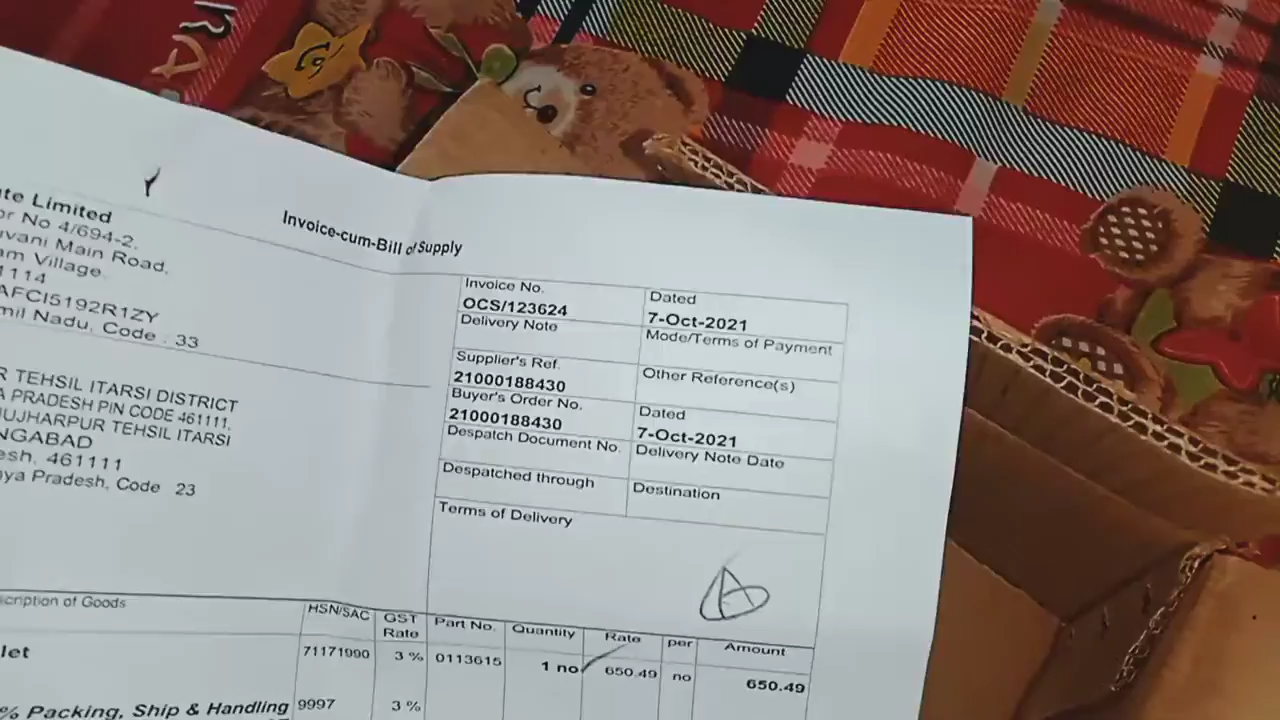 Invoice-cum-Bill of Supply
te Limited
or No 4/694-2,
uvani Main Road,
am Village.
1114
AFCI5192R1ZY
mil Nadu, Code : 33
R TEHSIL ITARSI DISTRICT
A PRADESH PIN CODE 461111,
UJHARPUR TEHSIL ITARSI
NGABAD
esh, 461111
ya Pradesh, Code 23
Invoice No. Dated
OCS/123624 7-Oct-2021
Delivery Note Mode/Terms of Payment
Supplier's Ref. Other Reference(s)
21000188430
Buyer's Order No. Dated
21000188430 7-Oct-2021
Despatch Document No. Delivery Note Date
Despatched through Destination
Terms of Delivery
cription of Goods HSN/SAC GST Rate Part No. Quantity Rate per Amount
let 71171990 3 % 0113615 1 no 650.49 no 650.49
% Packing, Ship & Handling 9997 3 %